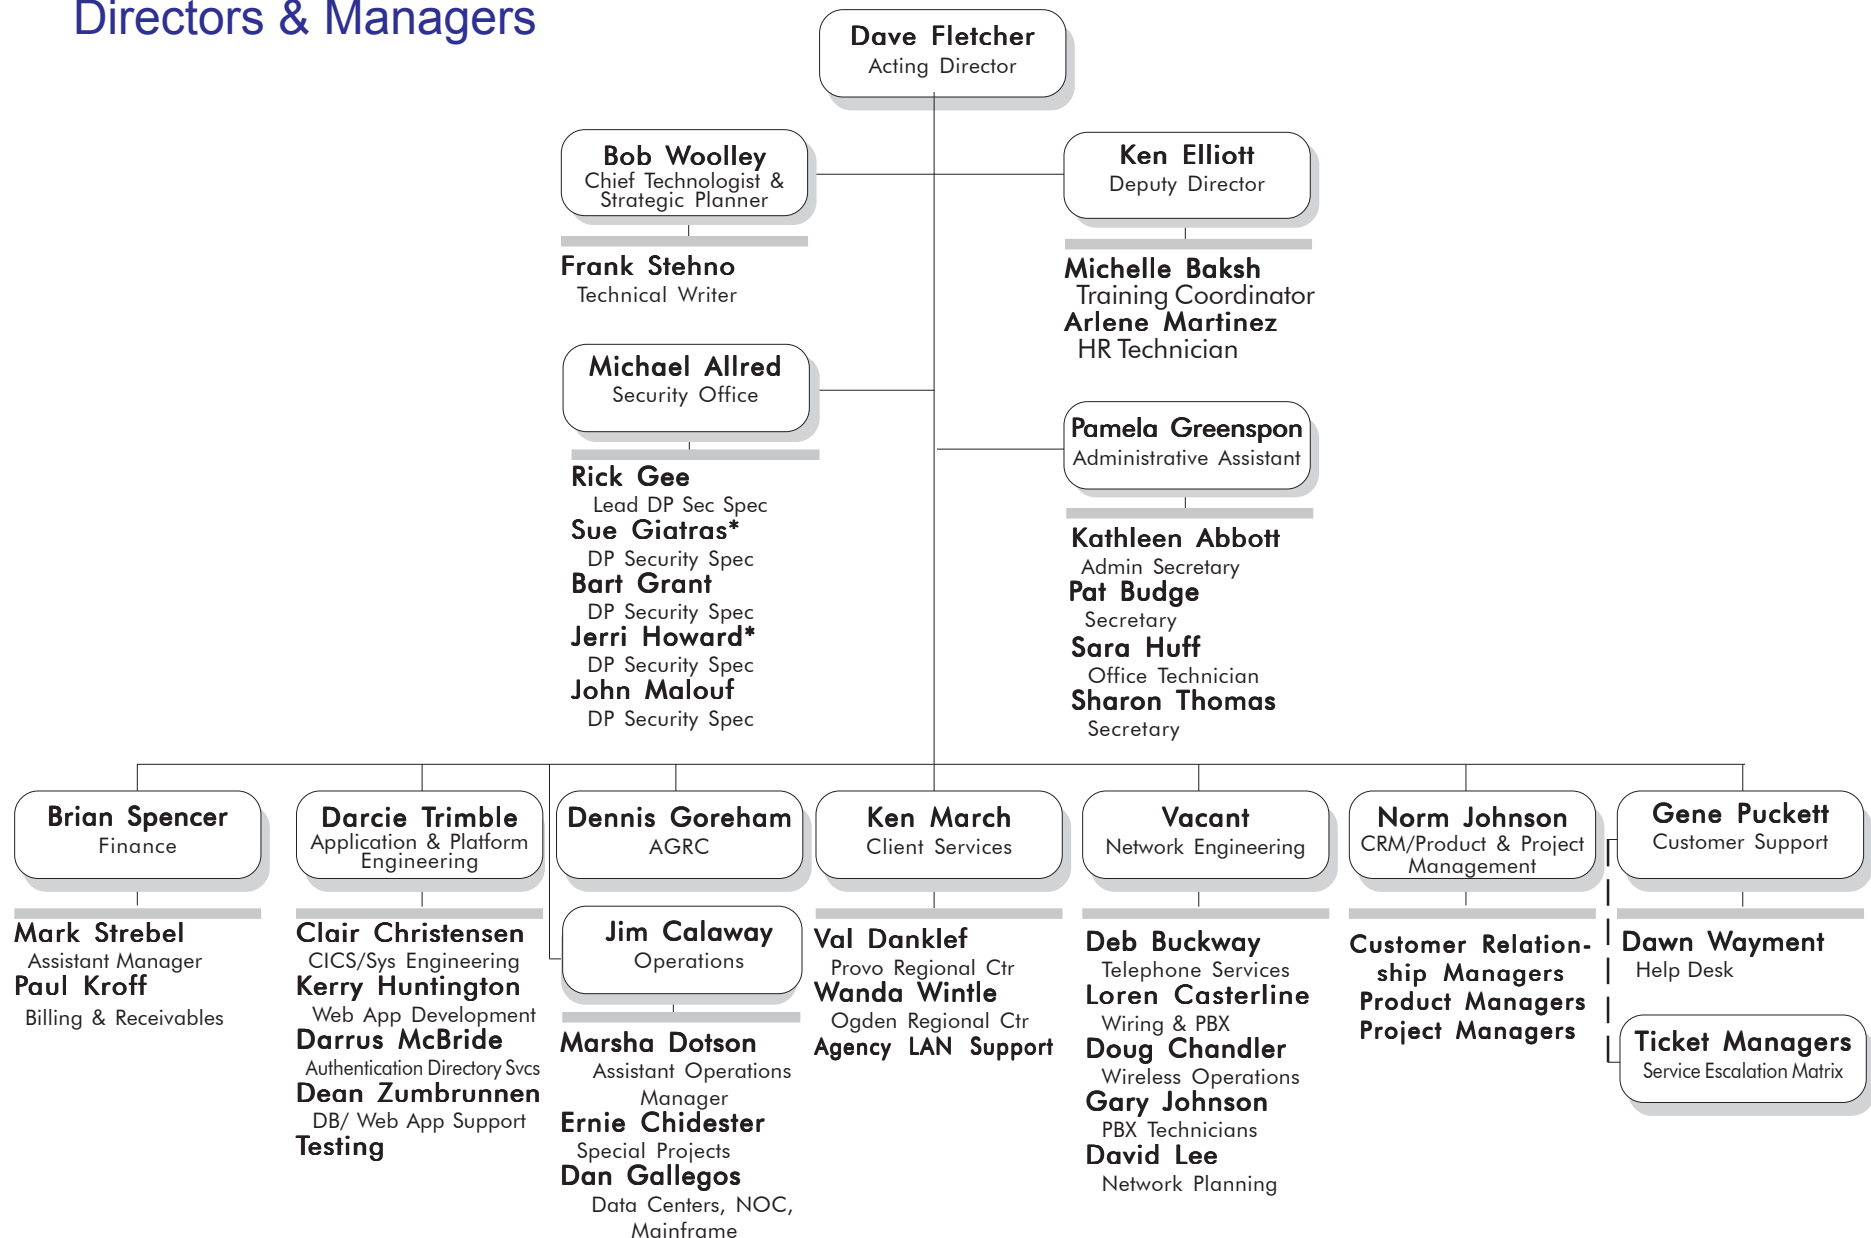 Directors & Managers
Dave Fletcher
Acting Director
Bob Woolley
Chief Technologist &
Strategic Planner
Frank Stehno
Technical Writer
Ken Elliott
Deputy Director
Michelle Baksh
Training Coordinator
Arlene Martinez
HR Technician
Michael Allred
Security Office
Rick Gee
Lead DP Sec Spec
Sue Giatras*
DP Security Spec
Bart Grant
DP Security Spec
Jerri Howard*
DP Security Spec
John Malouf
DP Security Spec
Pamela Greenspon
Administrative Assistant
Kathleen Abbott
Admin Secretary
Pat Budge
Secretary
Sara Huff
Office Technician
Sharon Thomas
Secretary
Brian Spencer
Finance
Mark Strebel
Assistant Manager
Paul Kroff
Billing & Receivables
Darcie Trimble
Application & Platform
Engineering
Clair Christensen
CICS/Sys Engineering
Kerry Huntington
Web App Development
Darrus McBride
Authentication Directory Svcs
Dean Zumbrunnen
DB/ Web App Support
Testing
Dennis Goreham
AGRC
Jim Calaway
Operations
Marsha Dotson
Assistant Operations
Manager
Ernie Chidester
Special Projects
Dan Gallegos
Data Centers, NOC,
Mainframe
Ken March
Client Services
Val Danklef
Provo Regional Ctr
Wanda Wintle
Ogden Regional Ctr
Agency LAN Support
Vacant
Network Engineering
Deb Buckway
Telephone Services
Loren Casterline
Wiring & PBX
Doug Chandler
Wireless Operations
Gary Johnson
PBX Technicians
David Lee
Network Planning
Norm Johnson
CRM/Product & Project
Management
Customer Relation-
ship Managers
Product Managers
Project Managers
Gene Puckett
Customer Support
Dawn Wayment
Help Desk
Ticket Managers
Service Escalation Matrix